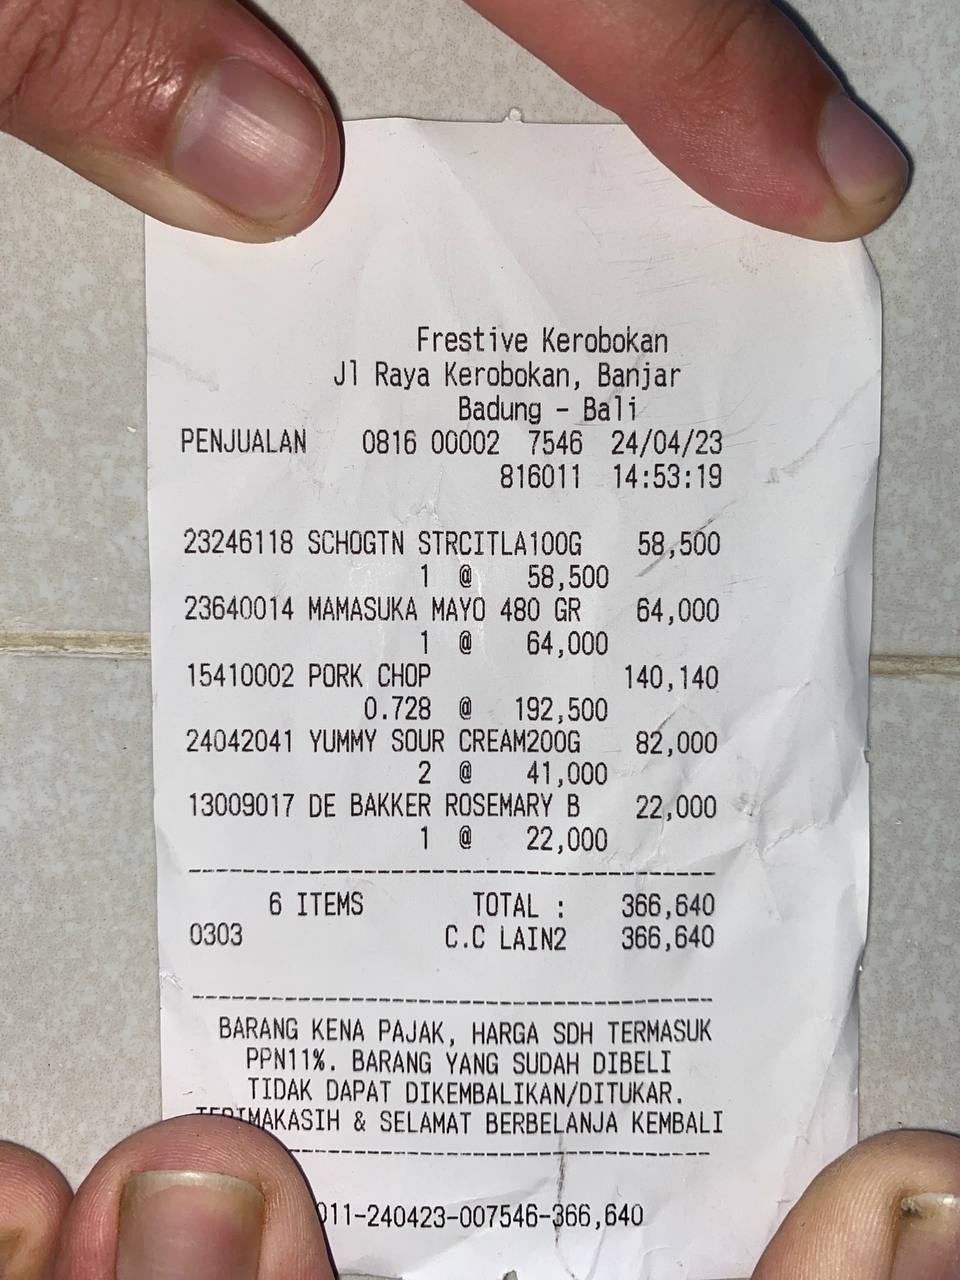 Frestive Kerobokan
Jl Raya Kerobokan, Banjar
Badung - Bali
PENJUALAN 0816 00002 7546 24/04/23
816011 14:53:19
23246118 SCHOGTN STRCITLA100G 58,500
1 @ 58,500
23640014 MAMASUKA MAYO 480 GR 64,000
1 @ 64,000
15410002 PORK CHOP 140,140
0.728 @ 192,500
24042041 YUMMY SOUR CREAM200G 82,000
2 @ 41,000
13009017 DE BAKKER ROSEMARY B 22,000
1 @ 22,000
6 ITEMS TOTAL : 366,640
0303 C.C LAIN2 366,640
BARANG KENA PAJAK, HARGA SDH TERMASUK
PPN11%. BARANG YANG SUDAH DIBELI
TIDAK DAPAT DIKEMBALIKAN/DITUKAR.
TERIMAKASIH & SELAMAT BERBELANJA KEMBALI
011-240423-007546-366,640